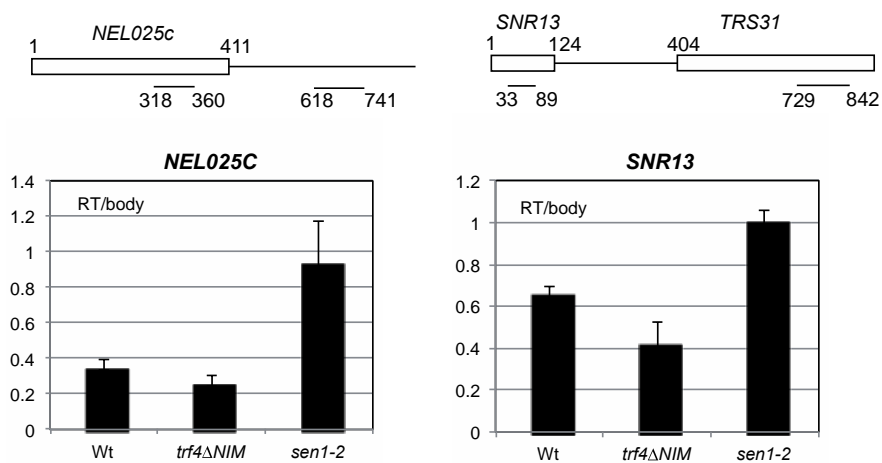 NEL025c
1 411
318 360 618 741
SNR13 TRS31
1 124 404
33 89 729 842
NEL025C
1.4
1.2
1
0.8
0.6
0.4
0.2
0
RT/body
Wt trf4ΔNIM sen1-2
SNR13
1.2
1
0.8
0.6
0.4
0.2
0
RT/body
Wt trf4ΔNIM sen1-2